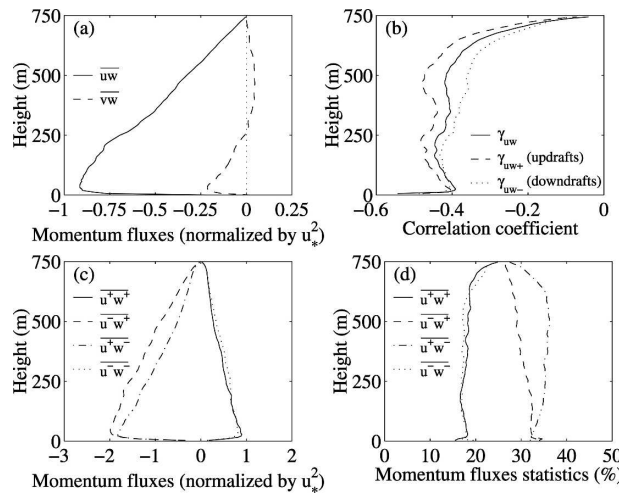 (a)
750
500
250
0
Height (m)
uw
vw
-1 -0.75 -0.5 -0.25 0 0.25
Momentum fluxes (normalized by u*²)
(b)
750
500
250
0
Height (m)
γuw
γuw+ (updrafts)
γuw- (downdrafts)
-0.6 -0.4 -0.2 0
Correlation coefficient
(c)
750
500
250
0
Height (m)
u⁺w⁺
u⁻w⁺
u⁺w⁻
u⁻w⁻
-3 -2 -1 0 1 2
Momentum fluxes (normalized by u*²)
(d)
750
500
250
0
Height (m)
u⁺w⁺
u⁻w⁺
u⁺w⁻
u⁻w⁻
10 20 30 40 50
Momentum fluxes statistics (%)